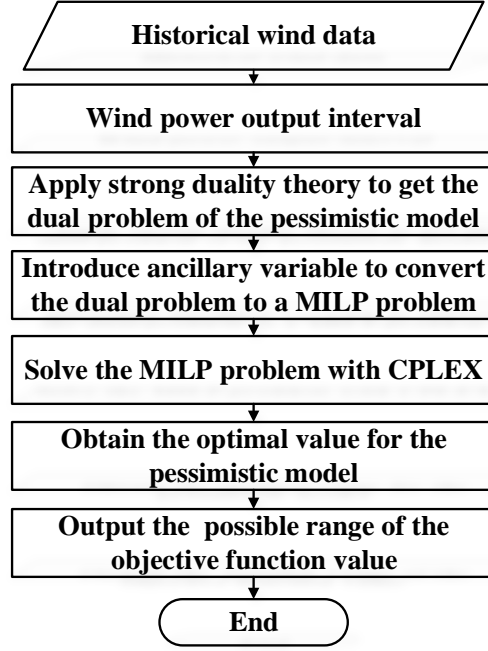 Historical wind data
Wind power output interval
Apply strong duality theory to get the
dual problem of the pessimistic model
Introduce ancillary variable to convert
the dual problem to a MILP problem
Solve the MILP problem with CPLEX
Obtain the optimal value for the
pessimistic model
Output the possible range of the
objective function value
End